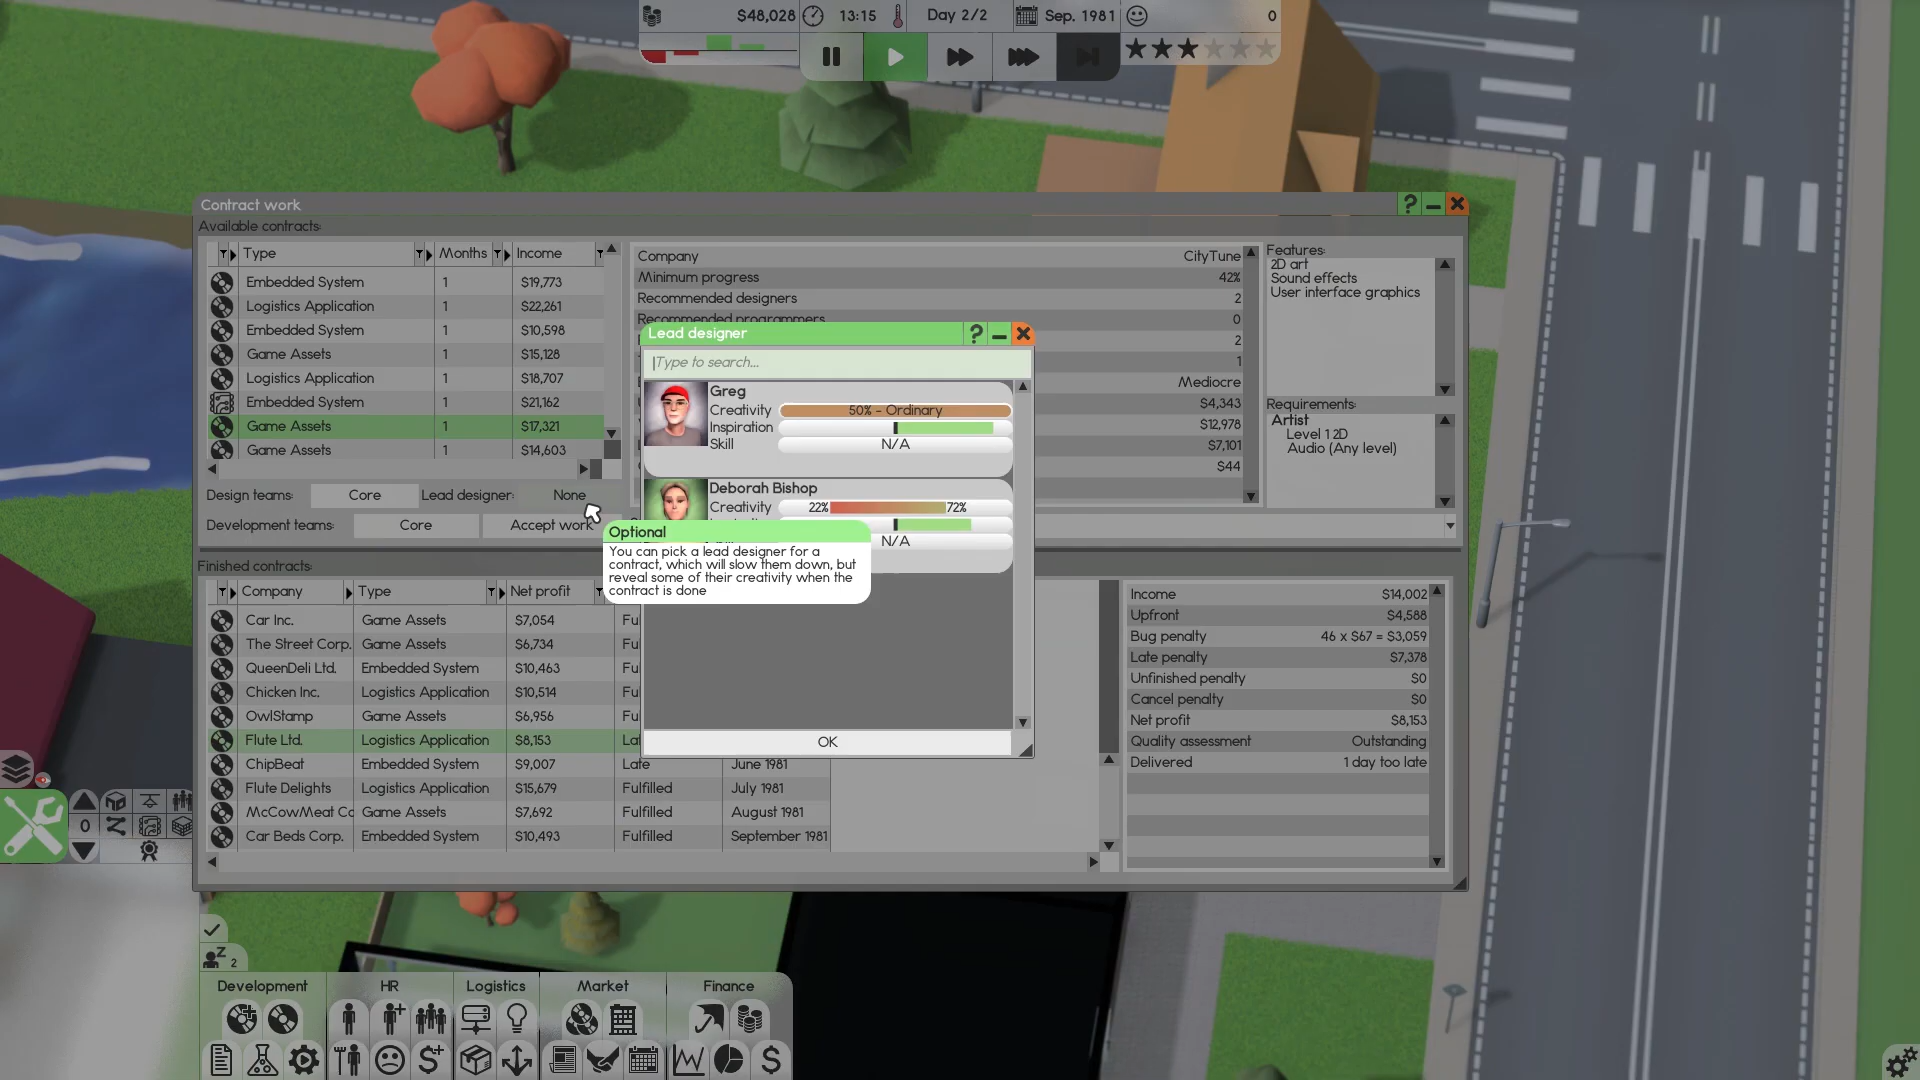 $48,028 13:15 Day 2/2 Sep. 1981 0
Contract work ?
Available contracts:
Type Months Income
Embedded System 1 $19,773
Logistics Application 1 $22,261
Embedded System 1 $10,598
Game Assets 1 $15,128
Logistics Application 1 $18,707
Embedded System 1 $21,162
Game Assets 1 $17,321
Game Assets 1 $14,603
Design teams: Core Lead designer: None
Development teams: Core Accept work
Company CityTune
Minimum progress 42%
Recommended designers 2
Recommended programmers 0
2
1
Mediocre
$4,343
$12,978
$7,101
$44
Features:
2D art
Sound effects
User interface graphics
Requirements:
Artist
Level 1 2D
Audio (Any level)
Lead designer ?
Type to search...
Greg
Creativity 50% - Ordinary
Inspiration
Skill N/A
Deborah Bishop
Creativity 22% 72%
N/A
Optional
You can pick a lead designer for a
contract, which will slow them down, but
reveal some of their creativity when the
contract is done
OK
Finished contracts:
Company Type Net profit
Car Inc. Game Assets $7,054 Ful
The Street Corp. Game Assets $6,734 Ful
QueenDeli Ltd. Embedded System $10,463 Ful
Chicken Inc. Logistics Application $10,514 Ful
OwlStamp Game Assets $6,956 Ful
Flute Ltd. Logistics Application $8,153 Lat
ChipBeat Embedded System $9,007 Late June 1981
Flute Delights Logistics Application $15,679 Fulfilled July 1981
McCowMeat Co Game Assets $7,692 Fulfilled August 1981
Car Beds Corp. Embedded System $10,493 Fulfilled September 1981
Income $14,002
Upfront $4,588
Bug penalty 46 x $67 = $3,059
Late penalty $7,378
Unfinished penalty $0
Cancel penalty $0
Net profit $8,153
Quality assessment Outstanding
Delivered 1 day too late
0
2
Development HR Logistics Market Finance